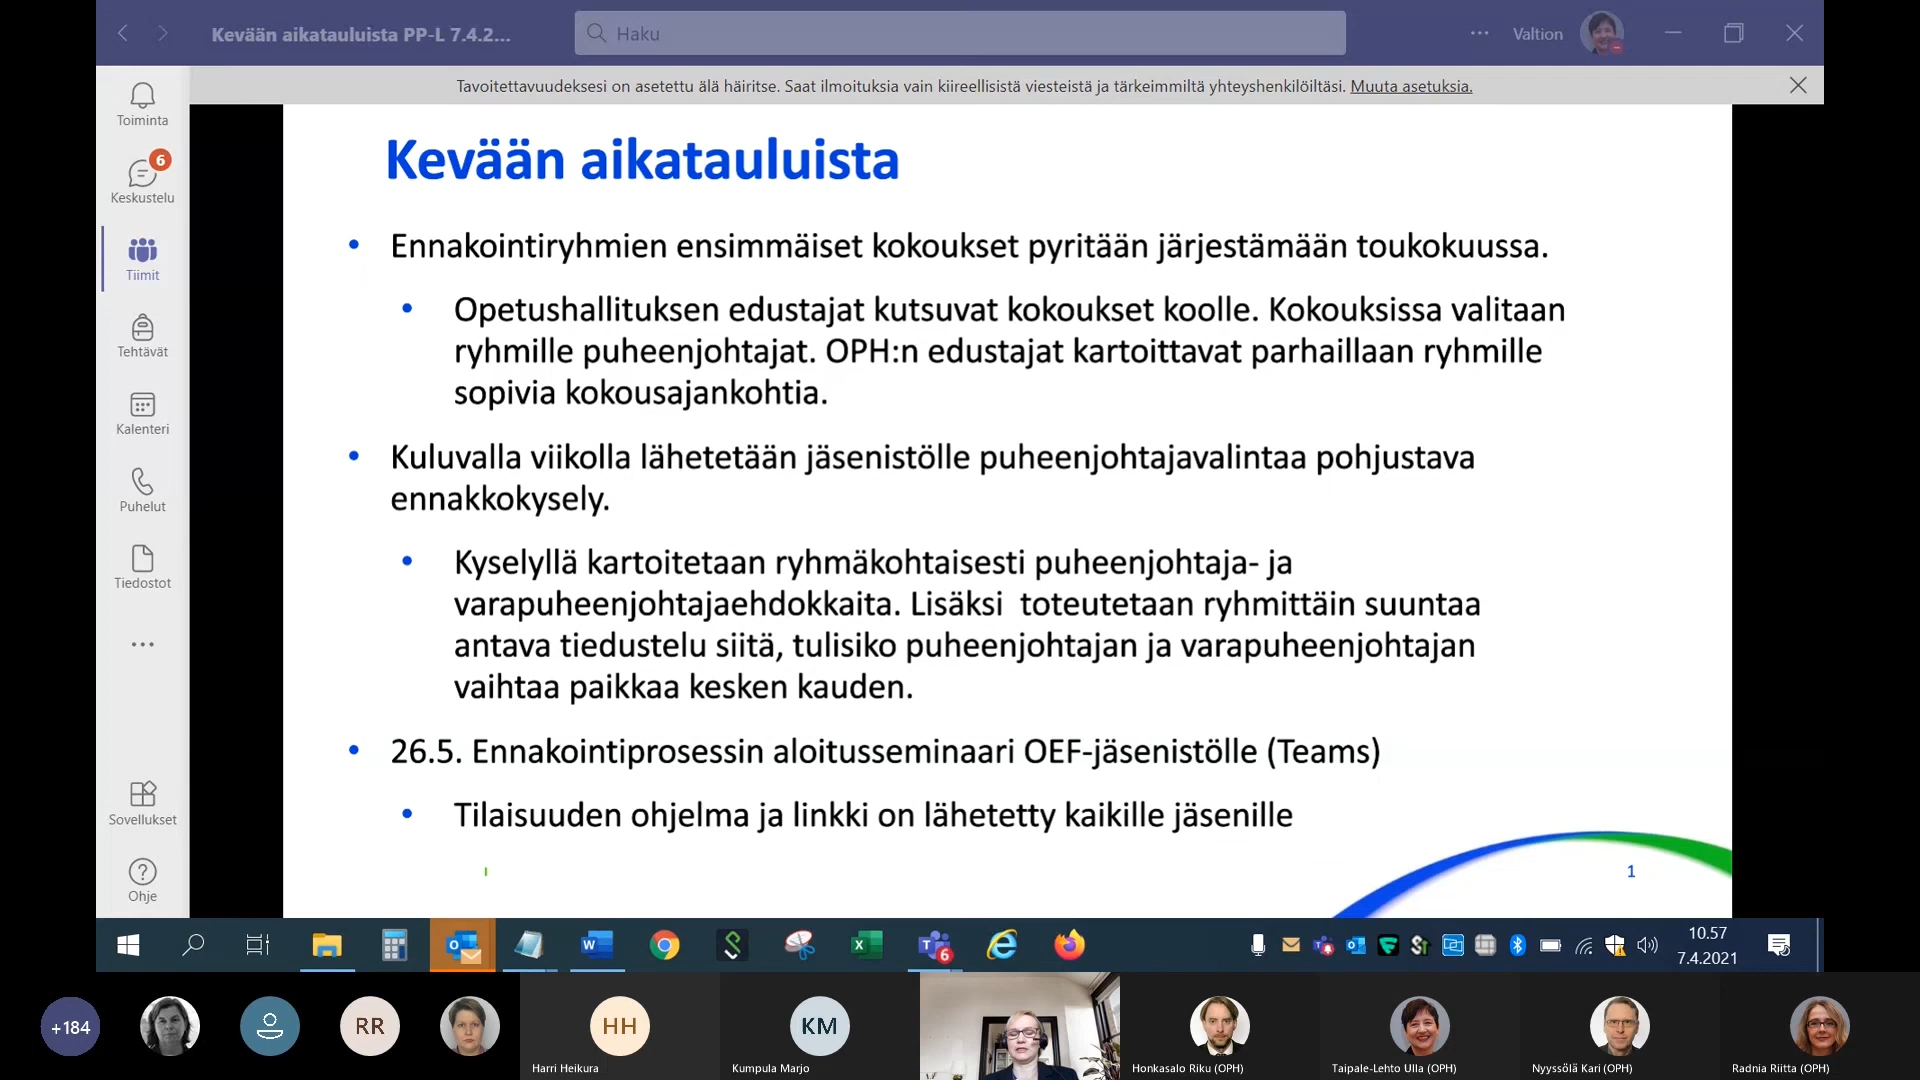 Kevään aikatauluista PP-L 7.4.2...
Haku
Valtion
Tavoitettavuudeksesi on asetettu älä häiritse. Saat ilmoituksia vain kiireellisistä viesteistä ja tärkeimmiltä yhteyshenkilöiltäsi. Muuta asetuksia.
Toiminta
6
Keskustelu
Tiimit
Tehtävät
Kalenteri
Puhelut
Tiedostot
Sovellukset
Ohje
Kevään aikatauluista
• Ennakointiryhmien ensimmäiset kokoukset pyritään järjestämään toukokuussa.
• Opetushallituksen edustajat kutsuvat kokoukset koolle. Kokouksissa valitaan
ryhmille puheenjohtajat. OPH:n edustajat kartoittavat parhaillaan ryhmille
sopivia kokousajankohtia.
• Kuluvalla viikolla lähetetään jäsenistölle puheenjohtajavalintaa pohjustava
ennakkokysely.
• Kyselyllä kartoitetaan ryhmäkohtaisesti puheenjohtaja- ja
varapuheenjohtajaehdokkaita. Lisäksi toteutetaan ryhmittäin suuntaa
antava tiedustelu siitä, tulisiko puheenjohtajan ja varapuheenjohtajan
vaihtaa paikkaa kesken kauden.
• 26.5. Ennakointiprosessin aloitusseminaari OEF-jäsenistölle (Teams)
• Tilaisuuden ohjelma ja linkki on lähetetty kaikille jäsenille
1
6
10.57
7.4.2021
+184
RR
HH
Harri Heikura
KM
Kumpula Marjo
Honkasalo Riku (OPH)
Taipale-Lehto Ulla (OPH)
Nyyssölä Kari (OPH)
Radnia Riitta (OPH)